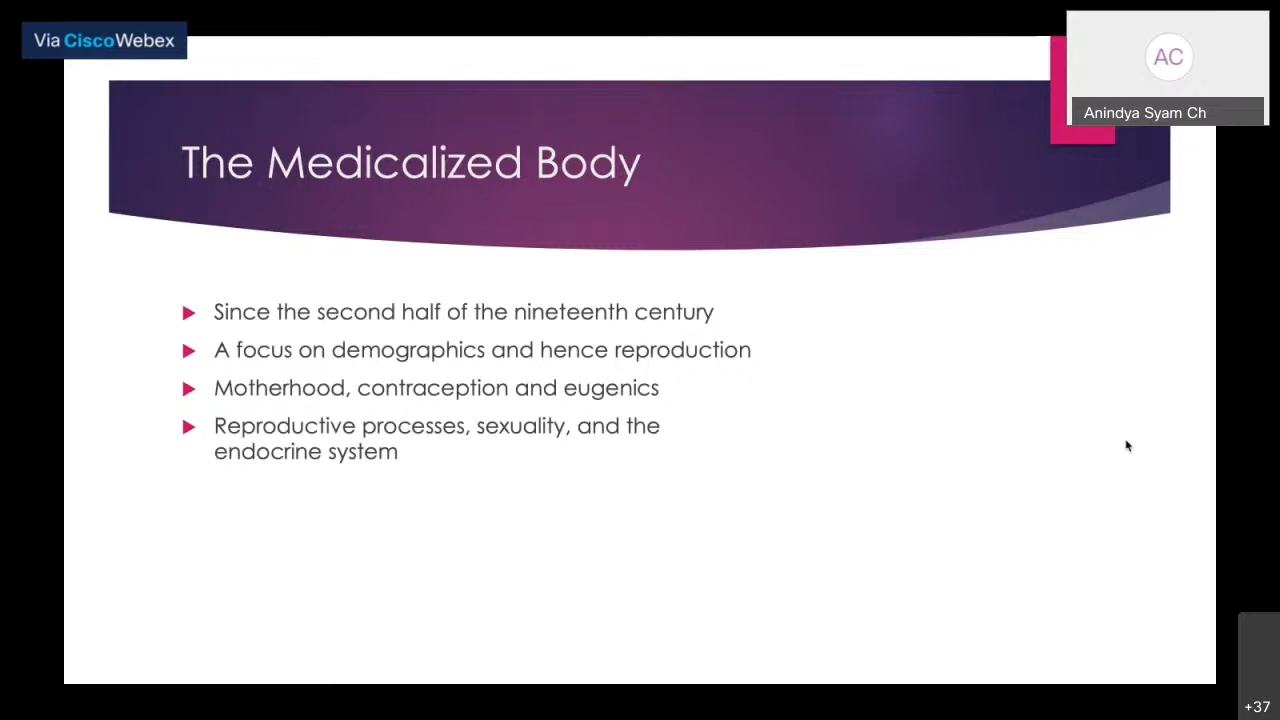 Via CiscoWebex
AC
Anindya Syam Ch
The Medicalized Body
Since the second half of the nineteenth century
A focus on demographics and hence reproduction
Motherhood, contraception and eugenics
Reproductive processes, sexuality, and the
endocrine system
+37